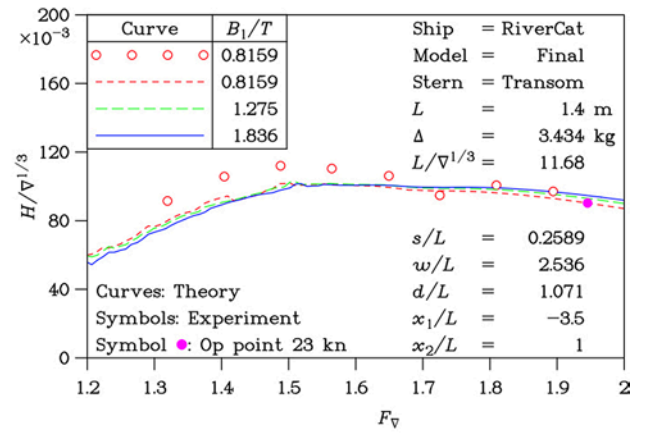 200
×10⁻³
160
120
80
40
0
H/∇^1/3
Curve B₁/T
0.8159
0.8159
1.275
1.836
Ship = RiverCat
Model = Final
Stern = Transom
L = 1.4 m
Δ = 3.434 kg
L/∇^1/3 = 11.68
s/L = 0.2589
w/L = 2.536
d/L = 1.071
x₁/L = −3.5
x₂/L = 1
Curves: Theory
Symbols: Experiment
Symbol ●: Op point 23 kn
1.2 1.3 1.4 1.5 1.6 1.7 1.8 1.9 2
F∇